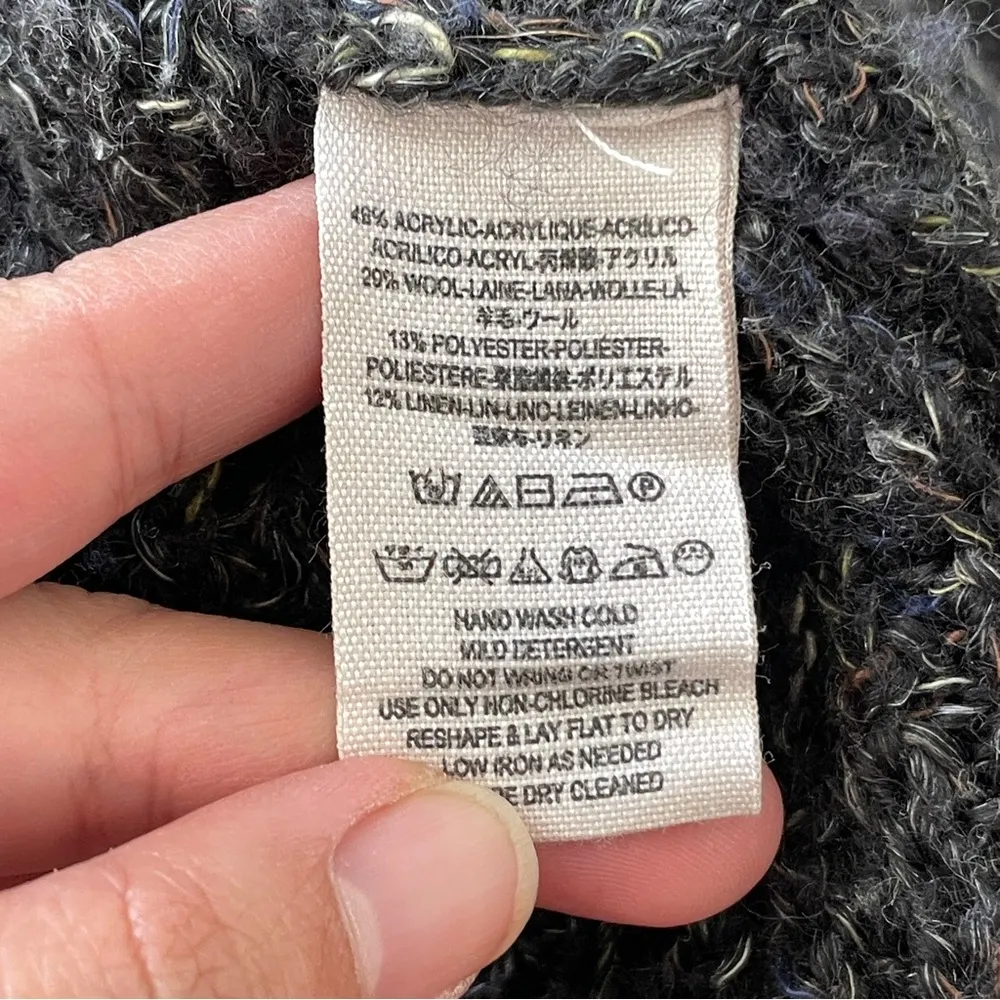 46% ACRYLIC-ACRYLIQUE-ACRÍLICO-
ACRILICO-ACRYL-丙烯酸-アクリル
29% WOOL-LAINE-LANA-WOLLE-LÃ-
羊毛-ウール
13% POLYESTER-POLIÉSTER-
POLIESTERE-聚酯纖維-ポリエステル
12% LINEN-LIN-LINO-LEINEN-LINHO-
亞麻布-リネン
HAND WASH COLD
MILD DETERGENT
DO NOT WRING OR TWIST
USE ONLY NON-CHLORINE BLEACH
RESHAPE & LAY FLAT TO DRY
LOW IRON AS NEEDED
DRY CLEANED